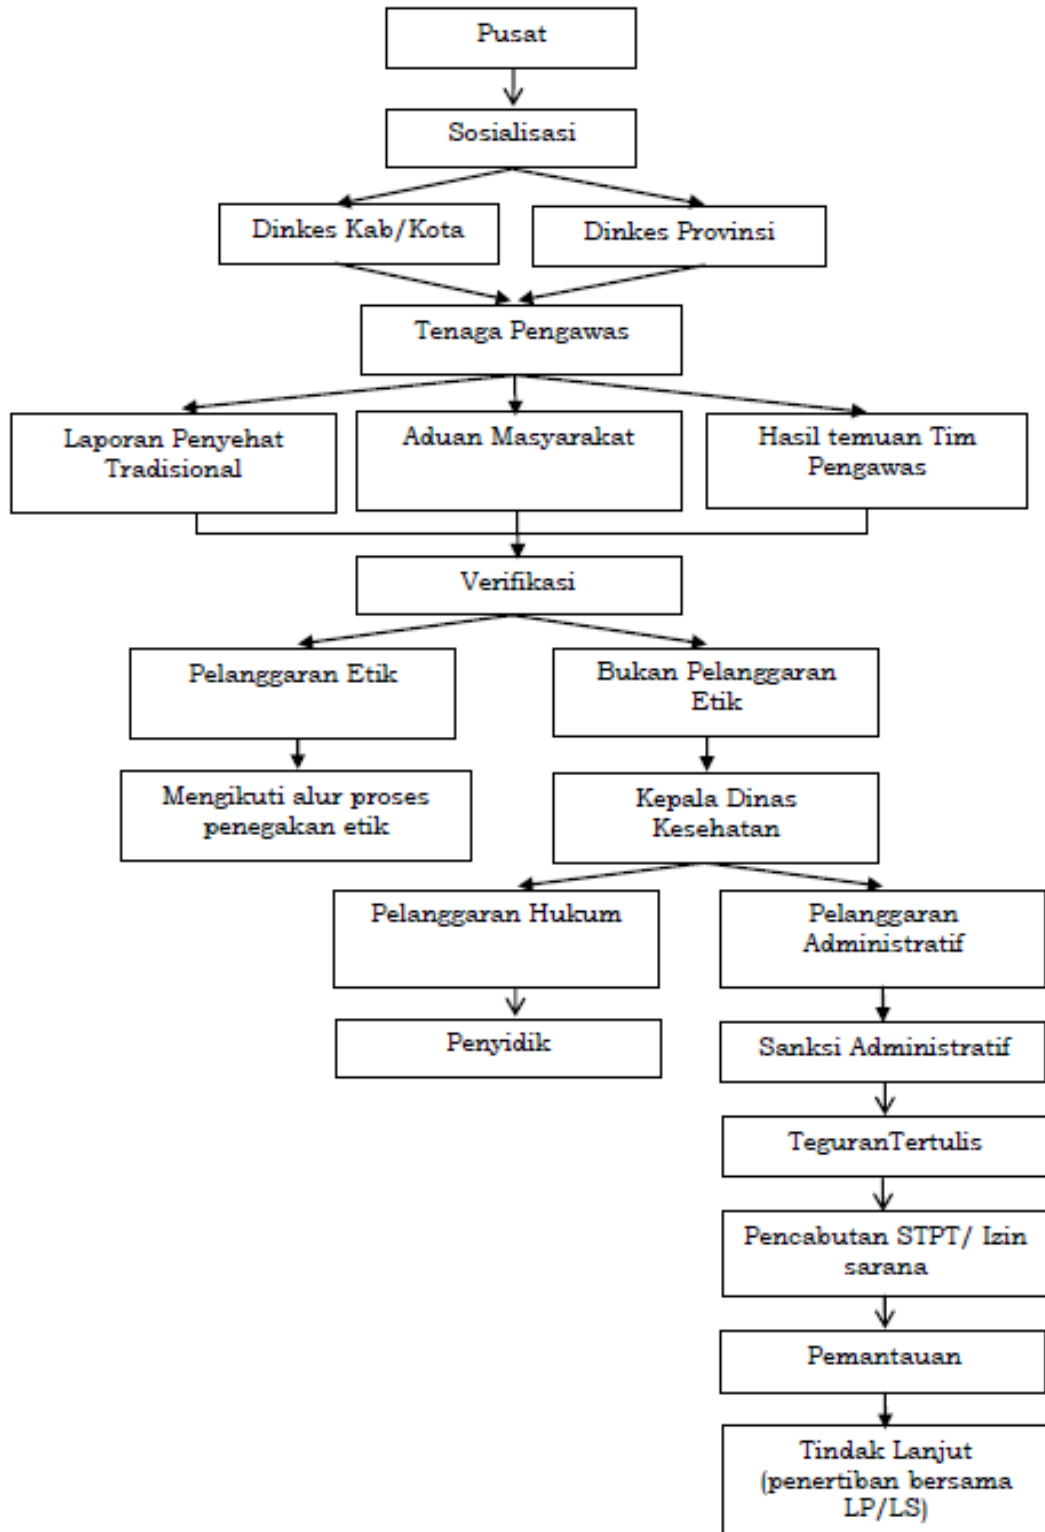 Pusat
Sosialisasi
Dinkes Kab/Kota
Dinkes Provinsi
Tenaga Pengawas
Laporan Penyehat
Tradisional
Aduan Masyarakat
Hasil temuan Tim
Pengawas
Verifikasi
Pelanggaran Etik
Bukan Pelanggaran
Etik
Mengikuti alur proses
penegakan etik
Kepala Dinas
Kesehatan
Pelanggaran Hukum
Pelanggaran
Administratif
Penyidik
Sanksi Administratif
TeguranTertulis
Pencabutan STPT/ Izin
sarana
Pemantauan
Tindak Lanjut
(penertiban bersama
LP/LS)